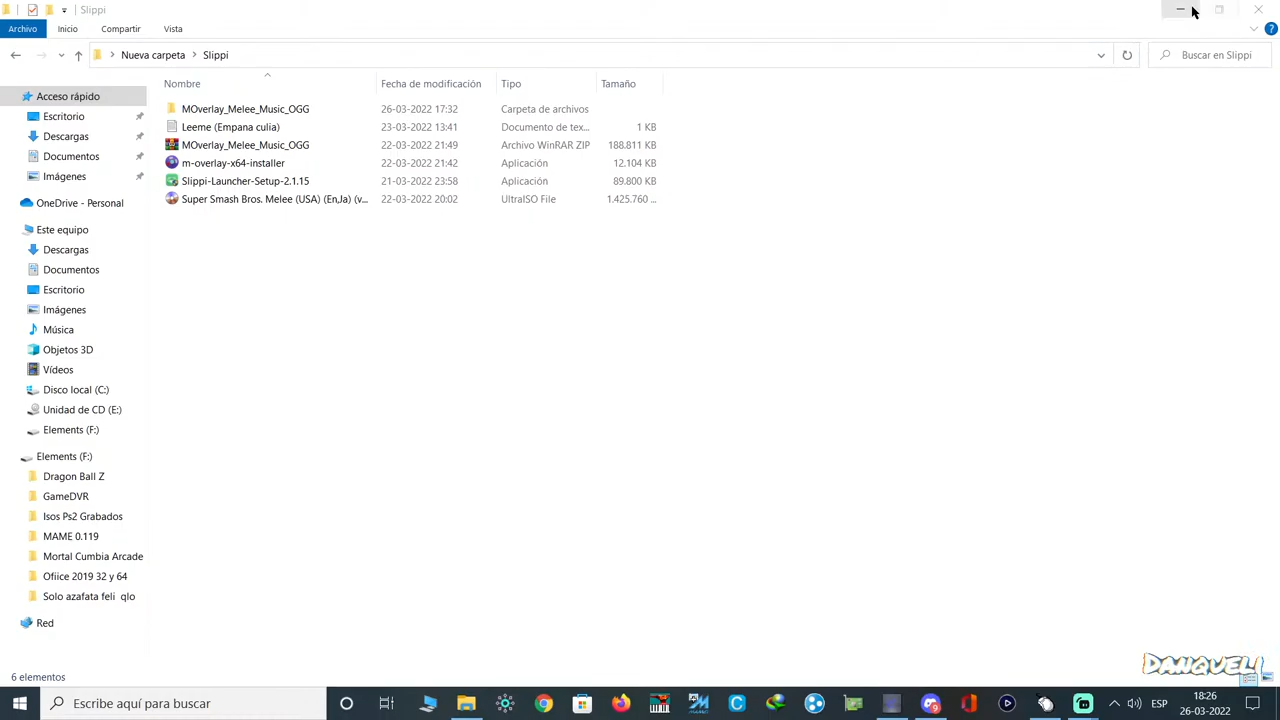 Slippi
Archivo Inicio Compartir Vista
Nueva carpeta Slippi Buscar en Slippi
Nombre Fecha de modificación Tipo Tamaño
MOverlay_Melee_Music_OGG 26-03-2022 17:32 Carpeta de archivos
Leeme (Empana culia) 23-03-2022 13:41 Documento de tex... 1 KB
MOverlay_Melee_Music_OGG 22-03-2022 21:49 Archivo WinRAR ZIP 188.811 KB
m-overlay-x64-installer 22-03-2022 21:42 Aplicación 12.104 KB
Slippi-Launcher-Setup-2.1.15 21-03-2022 23:58 Aplicación 89.800 KB
Super Smash Bros. Melee (USA) (En,Ja) (v... 22-03-2022 20:02 UltraISO File 1.425.760 ...
Acceso rápido
Escritorio
Descargas
Documentos
Imágenes
OneDrive - Personal
Este equipo
Descargas
Documentos
Escritorio
Imágenes
Música
Objetos 3D
Vídeos
Disco local (C:)
Unidad de CD (E:)
Elements (F:)
Elements (F:)
Dragon Ball Z
GameDVR
Isos Ps2 Grabados
MAME 0.119
Mortal Cumbia Arcade
Ofiice 2019 32 y 64
Solo azafata feli qlo
Red
6 elementos
DANQUELI
Escribe aquí para buscar
ESP
18:26
26-03-2022